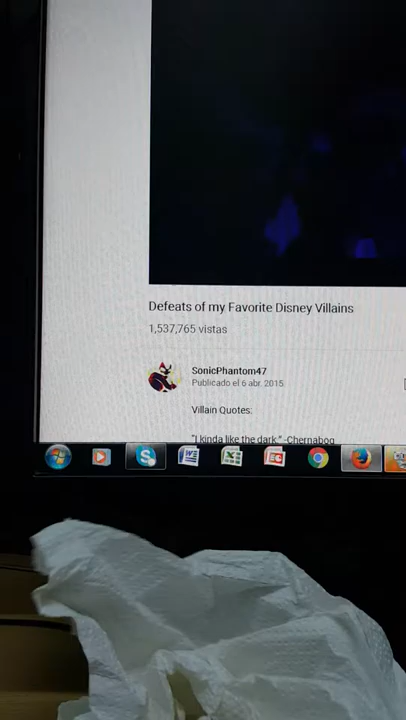 Defeats of my Favorite Disney Villains
1,537,765 vistas
SonicPhantom47
Publicado el 6 abr. 2015
Villain Quotes:
"I kinda like the dark." -Chernabog